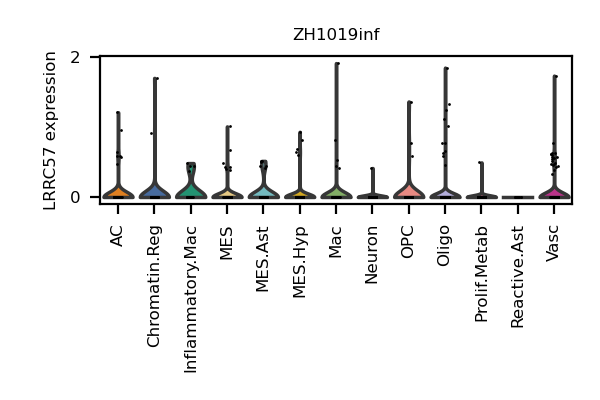 ZH1019inf
LRRC57 expression
2
0
AC
Chromatin.Reg
Inflammatory.Mac
MES
MES.Ast
MES.Hyp
Mac
Neuron
OPC
Oligo
Prolif.Metab
Reactive.Ast
Vasc